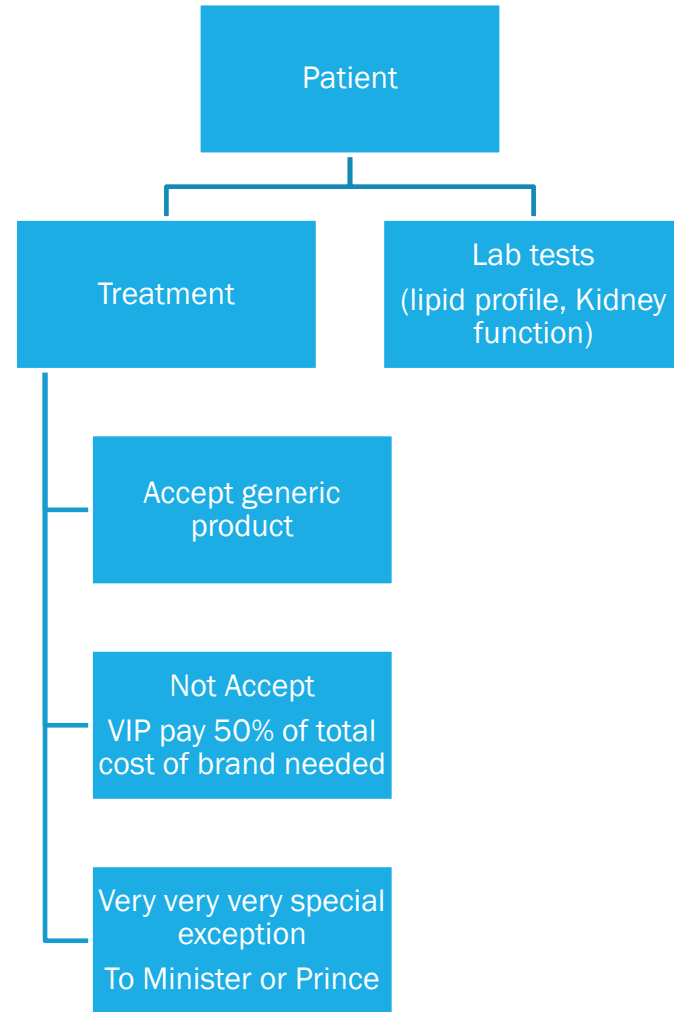 Patient
Treatment
Lab tests
(lipid profile, Kidney
function)
Accept generic
product
Not Accept
VIP pay 50% of total
cost of brand needed
Very very very special
exception
To Minister or Prince